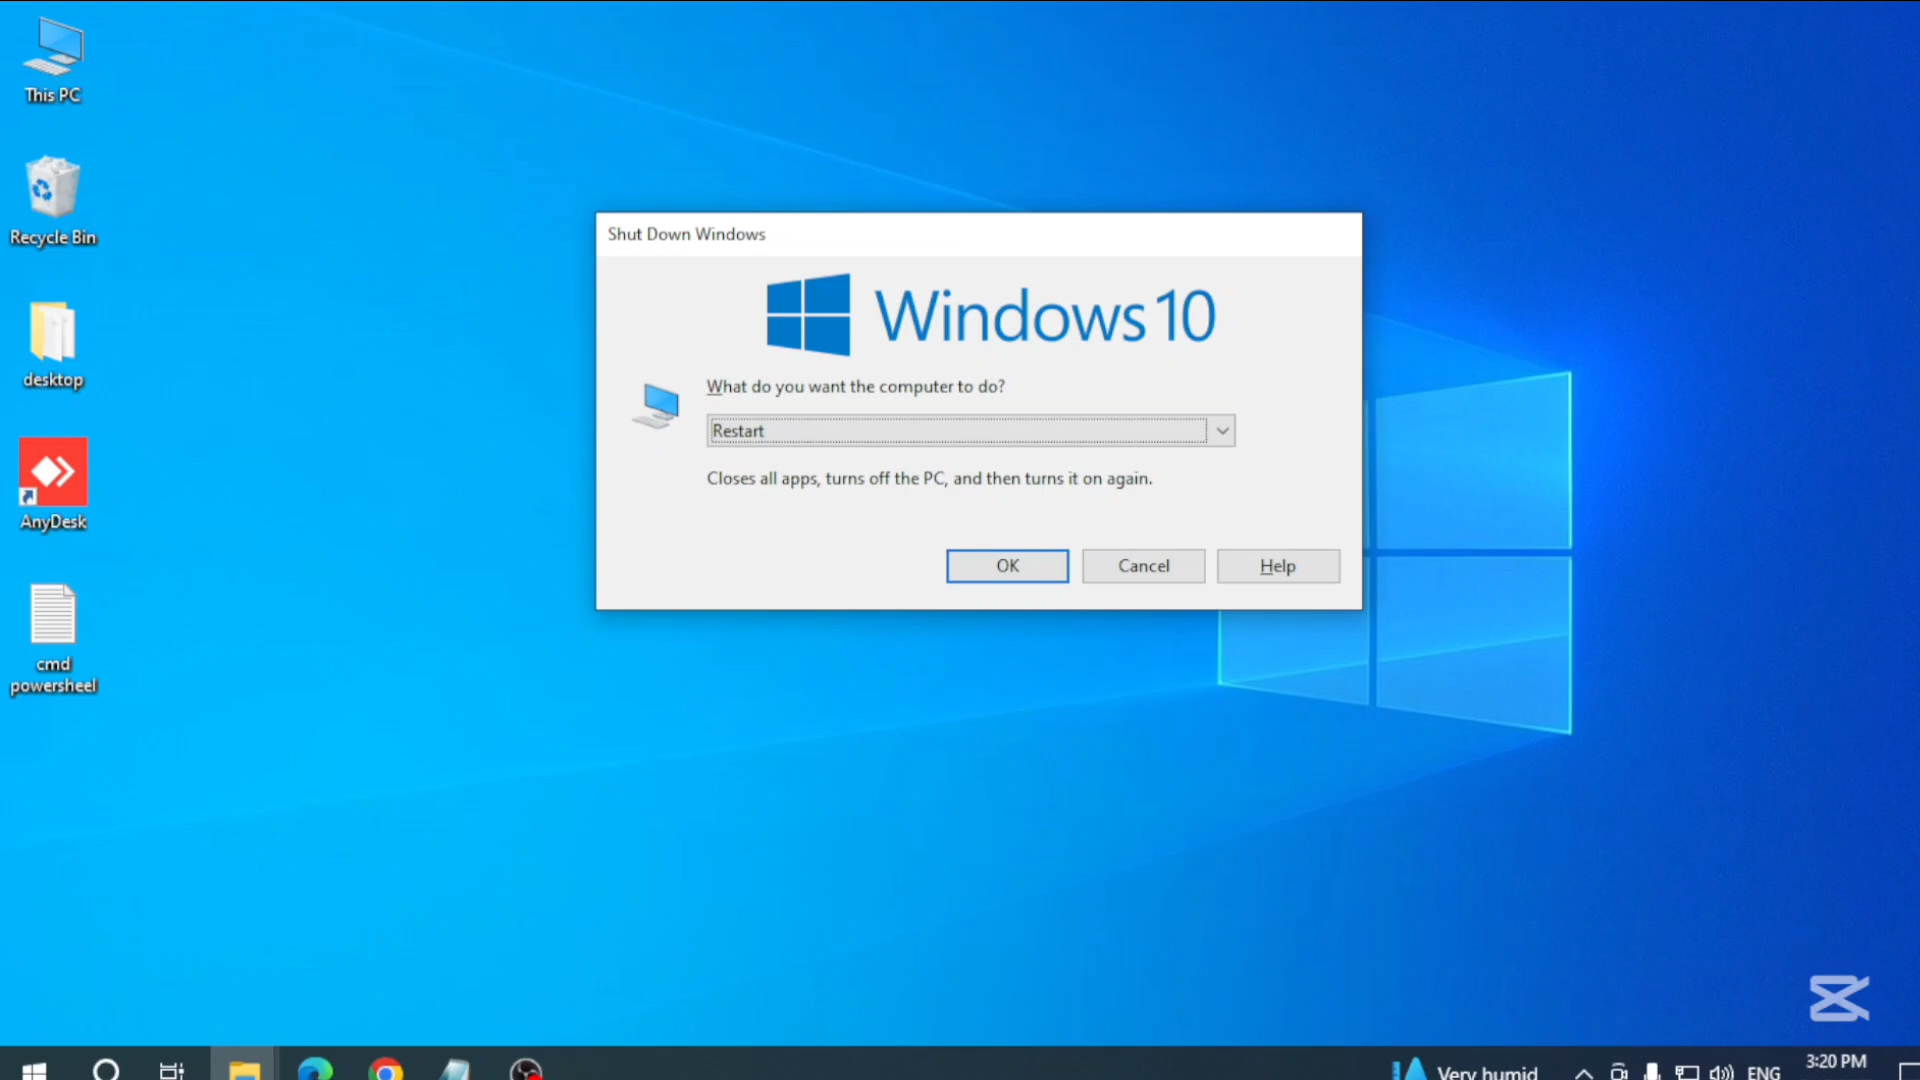 This PC
Recycle Bin
desktop
AnyDesk
cmd
powersheel
Shut Down Windows
Windows 10
What do you want the computer to do?
Restart
Closes all apps, turns off the PC, and then turns it on again.
OK
Cancel
Help
Very humid
ENG
3:20 PM